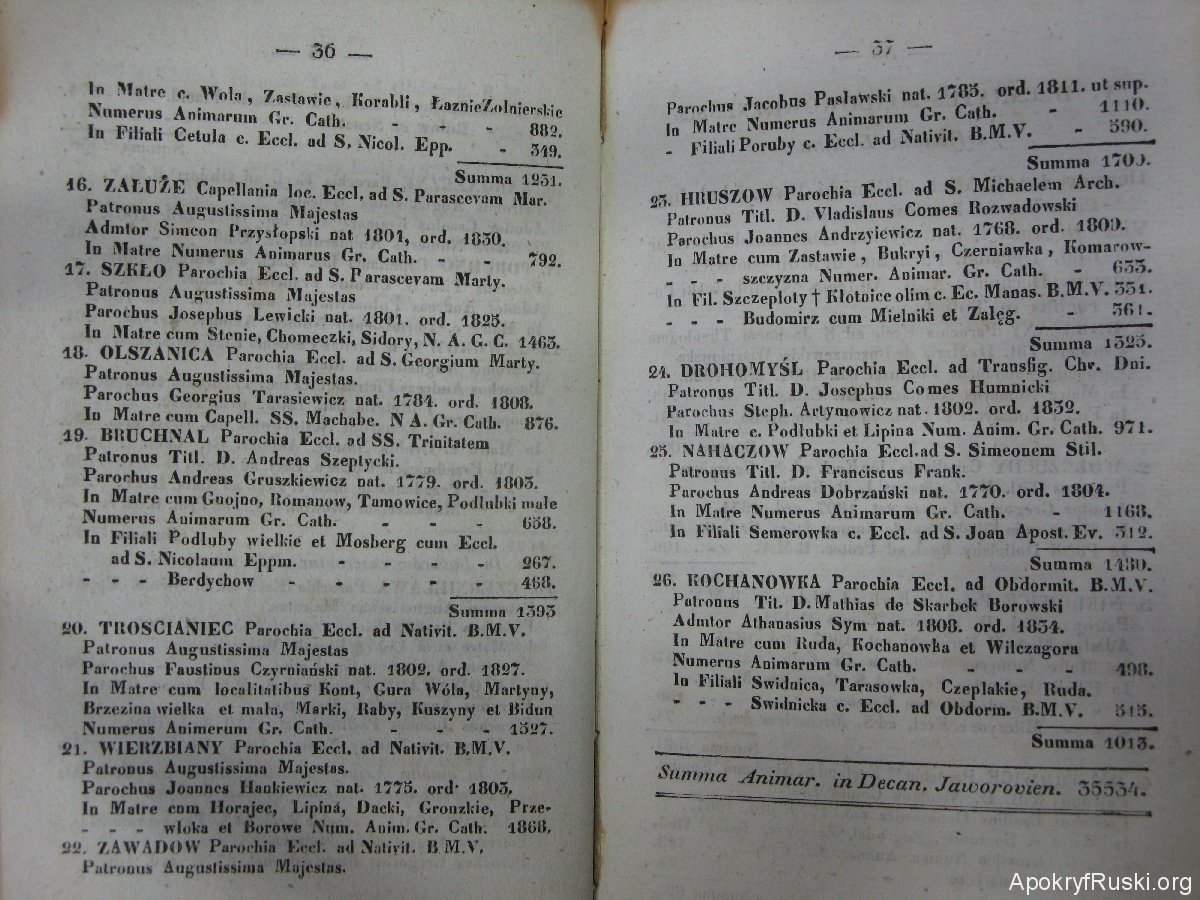 — 36 —
In Matre c. Wola, Zastawie, Korabli, ŁaznieZolnierskie
Numerus Animarum Gr. Cath. - - - 882.
In Filiali Cetula c. Eccl. ad S. Nicol. Epp. - 349.
Summa 1231.
16. ZAŁUŻE Capellania loc. Eccl. ad S. Parascevam Mar.
Patronus Augustissima Majestas
Admtor Simeon Przysłopski nat 1801, ord. 1830.
In Matre Numerus Animarus Gr. Cath. - - 792.
17. SZKŁO Parochia Eccl. ad S. Parascevam Marty.
Patronus Augustissima Majestas
Parochus Josephus Lewicki nat. 1801. ord. 1825.
In Matre cum Stenie, Chomeczki, Sidory, N. A. G. C. 1463.
18. OLSZANICA Parochia Eccl. ad S. Georgium Marty.
Patronus Augustissima Majestas.
Parochus Georgius Tarasiewicz nat. 1784. ord. 1808.
In Matre cum Capell. SS. Machabe. N A. Gr. Cath. 876.
19. BRUCHNAL Parochia Eccl. ad SS. Trinitatem
Patronus Titl. D. Andreas Szeptycki.
Parochus Andreas Gruszkiewicz nat. 1779. ord. 1803.
In Matre cum Gnojno, Romanow, Tarnowice, Podlubki małe
Numerus Animarum Gr. Cath. - - - 658.
In Filiali Podluby wielkie et Mosberg cum Eccl.
ad S. Nicolaum Eppm. - - - - 267.
- - - Berdychow - - - - - 468.
Summa 1393
20. TROSCIANIEC Parochia Eccl. ad Nativit. B.M.V.
Patronus Augustissima Majestas
Parochus Faustinus Czyrniański nat. 1802. ord. 1827.
In Matre cum localitatibus Kont, Gura Wóla, Martyny,
Brzezina wielka et mała, Marki, Raby, Kuszyny et Bidun
Numerus Animerum Gr. Cath. - - - 1527.
21. WIERZBIANY Parochia Eccl. ad Nativit. B.M.V.
Patronus Augustissima Majestas.
Parochus Joannes Hankiewicz nat. 1775. ord· 1803.
In Matre cum Horajec, Lipina, Dacki, Gronzkie, Prze-
- - - włoka et Borowe Num. Anim. Gr. Cath. 1868.
22. ZAWADOW Parochia Eccl. ad Nativit. B M.V.
Patronus Augustissima Majestas.
— 37 —
Parochus Jacobus Pasławski nat. 1785. ord. 1811. ut sup.
In Matre Numerus Animarum Gr. Cath. - 1110.
- Filiali Poruby c. Eccl. ad Nativit. B.M.V. - 590.
Summa 1700.
23. HRUSZOW Parochia Eccl. ad S. Michaelem Arch.
Patronus Titl. D. Vladislaus Comes Rozwadowski
Parochus Joannes Andrzyiewicz nat. 1768. ord. 1809.
In Matre cum Zastawie, Bukryi, Czerniawka, Komarow-
- - - szczyzna Numer. Animar. Gr. Cath. - 633.
In Fil. Szczeploty † Kłotnice olim c. Ec. Manas. B.M.V. 331.
- - - Budomirz cum Mielniki et Zalęg. - 361.
Summa 1325.
24. DROHOMYŚL Parochia Eccl. ad Transfig. Chr. Dni.
Patronus Titl. D. Josephus Comes Humnicki
Parochus Steph. Artymowicz nat. 1802. ord. 1832.
In Matre c. Podłubki et Lipina Num. Anim. Gr. Cath. 971.
25. NAHACZOW Parochia Eccl. ad S. Simeonem Stil.
Patronus Titl. D. Franciscus Frank.
Parochus Andreas Dobrzański nat. 1770. ord. 1804.
In Matre Numerus Animarum Gr. Cath. - 1168.
In Filiali Semerowka c. Eccl. ad S. Joan Apost. Ev. 312.
Summa 1480.
26. KOCHANOWKA Parochia Eccl. ad Obdormit. B.M.V.
Patronus Tit. D. Mathias de Skarbek Borowski
Admtor Athanasius Sym nat. 1808. ord. 1834.
In Matre cum Ruda, Kochanowka et Wilczagora
Numerus Animarum Gr. Cath. - - - 498.
In Filiali Swidnica, Tarasowka, Czeplakie, Ruda.
- - - Swidnicka c. Eccl. ad Obdorm. B.M.V. 515.
Summa 1013.
Summa Animar. in Decan. Jaworovien. 35534.
ApokryfRuski.org